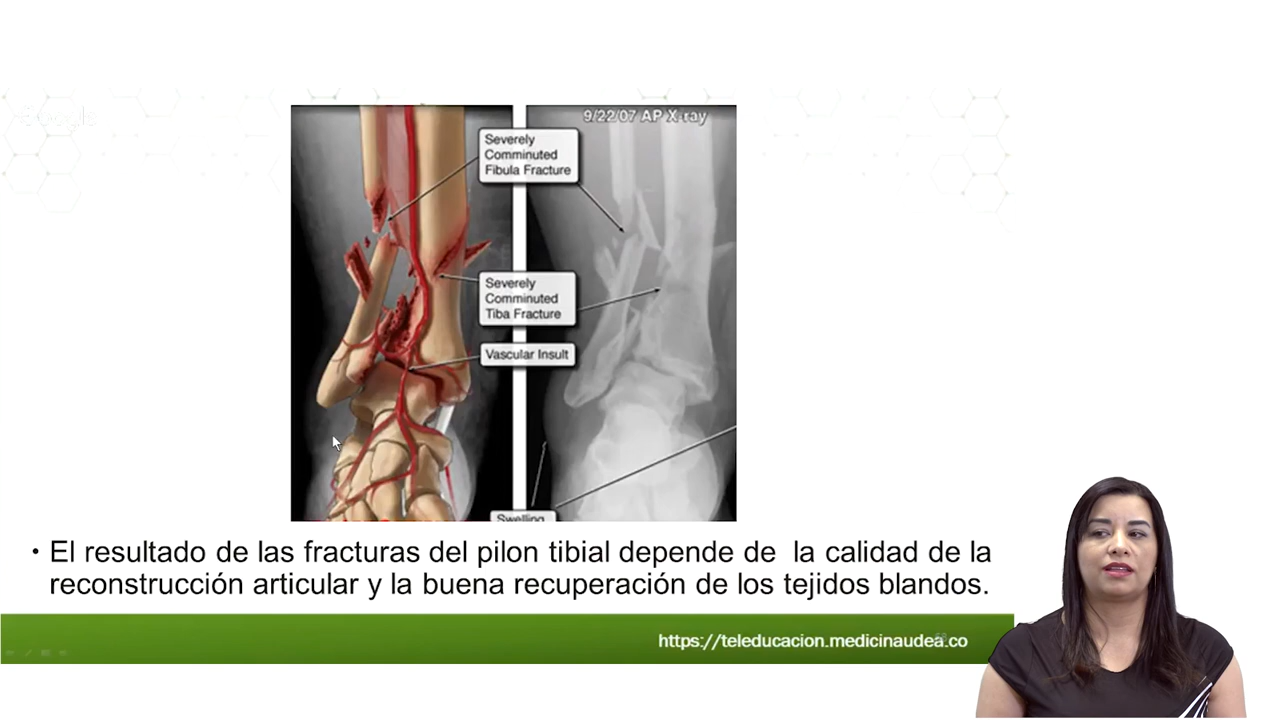 9/22/07 AP X-ray
Severely
Comminuted
Fibula Fracture
Severely
Comminuted
Tiba Fracture
Vascular Insult
Swelling
• El resultado de las fracturas del pilon tibial depende de la calidad de la
reconstrucción articular y la buena recuperación de los tejidos blandos.
https://teleducacion.medicinaudea.co